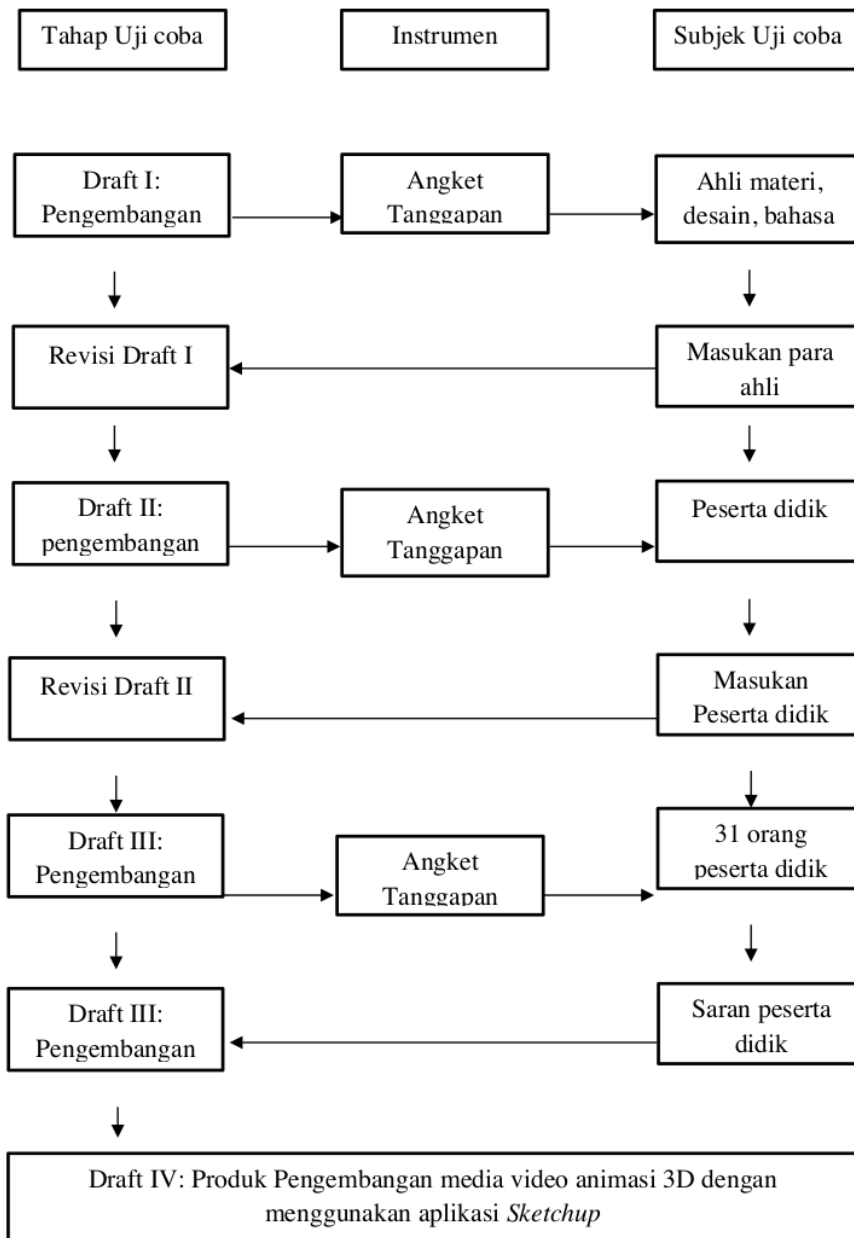 Tahap Uji coba
Instrumen
Subjek Uji coba
Draft I:
Pengembangan
Angket
Tanggapan
Ahli materi,
desain, bahasa
Revisi Draft I
Masukan para
ahli
Draft II:
pengembangan
Angket
Tanggapan
Peserta didik
Revisi Draft II
Masukan
Peserta didik
Draft III:
Pengembangan
Angket
Tanggapan
31 orang
peserta didik
Draft III:
Pengembangan
Saran peserta
didik
Draft IV: Produk Pengembangan media video animasi 3D dengan
menggunakan aplikasi Sketchup